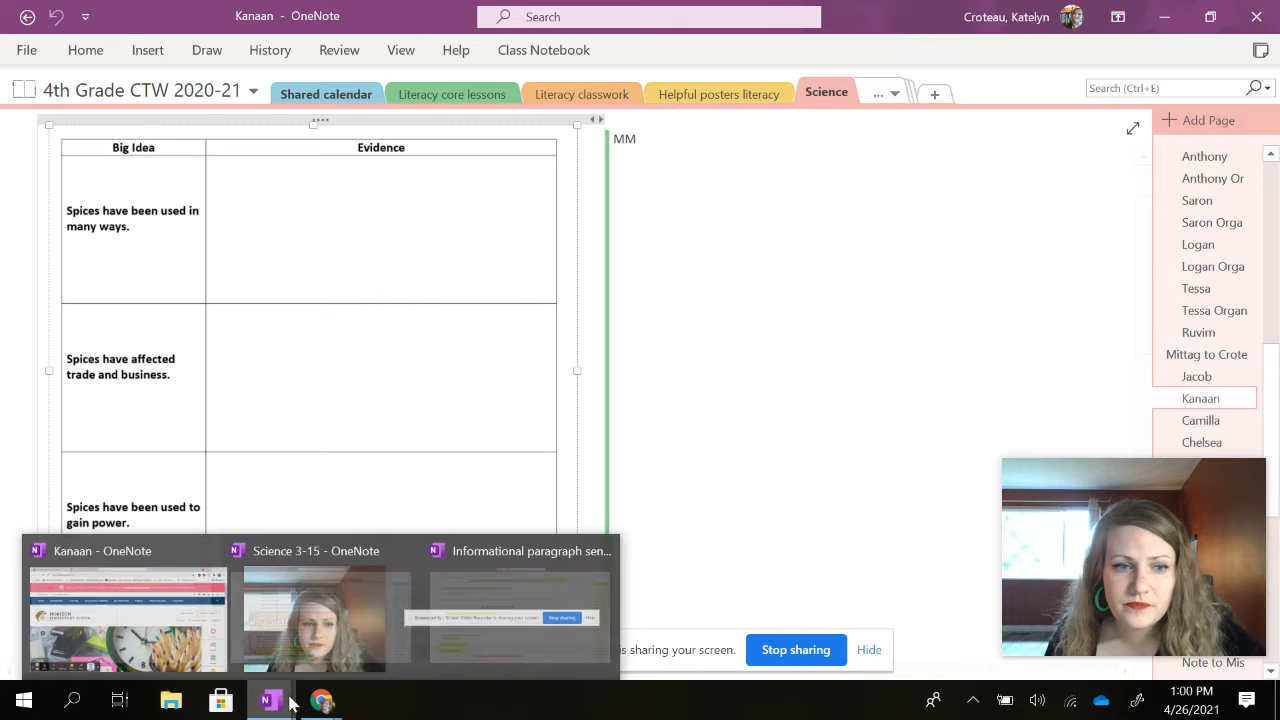 Kanaan - OneNote
Search
Croteau, Katelyn
File
Home
Insert
Draw
History
Review
View
Help
Class Notebook
4th Grade CTW 2020-21
Shared calendar
Literacy core lessons
Literacy classwork
Helpful posters literacy
Science
...
Search (Ctrl+E)
MM
Add Page
Big Idea
Evidence
Spices have been used in
many ways.
Spices have affected
trade and business.
Spices have been used to
gain power.
Anthony
Anthony Or
Saron
Saron Orga
Logan
Logan Orga
Tessa
Tessa Organ
Ruvim
Mittag to Crote
Jacob
Kanaan
Camilla
Chelsea
Note to Mis
Kanaan - OneNote
Science 3-15 - OneNote
Informational paragraph sen...
HORIZON
Stop sharing
Hide
is sharing your screen.
Stop sharing
Hide
1:00 PM
4/26/2021